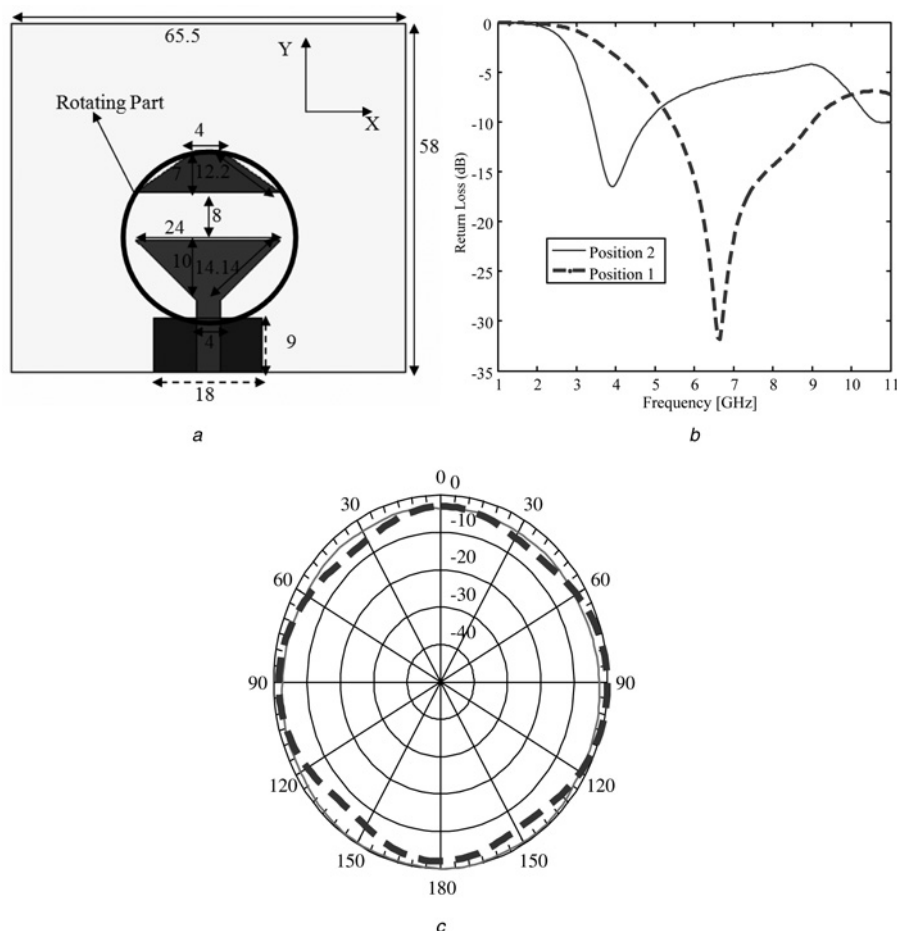 65.5
Y
X
Rotating Part
4
7
12.2
58
8
24
10
14.14
4
9
18
a
0
-5
-10
-15
-20
-25
-30
-35
Return Loss (dB)
Position 2
Position 1
1 2 3 4 5 6 7 8 9 10 11
Frequency [GHz]
b
0 0
30 -10 30
-20
60 -30 60
-40
90 90
120 120
150 150
180
c